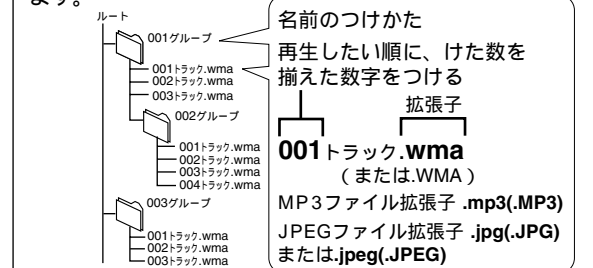 ます。
ルート
001グループ
001トラック.wma
002トラック.wma
003トラック.wma
002グループ
001トラック.wma
002トラック.wma
003トラック.wma
004トラック.wma
003グループ
001トラック.wma
002トラック.wma
003トラック.wma
名前のつけかた
再生したい順に、けた数を
揃えた数字をつける
拡張子
001トラック.wma
（または.WMA）
MP3ファイル拡張子 .mp3(.MP3)
JPEGファイル拡張子 .jpg(.JPG)
または.jpeg(.JPEG)